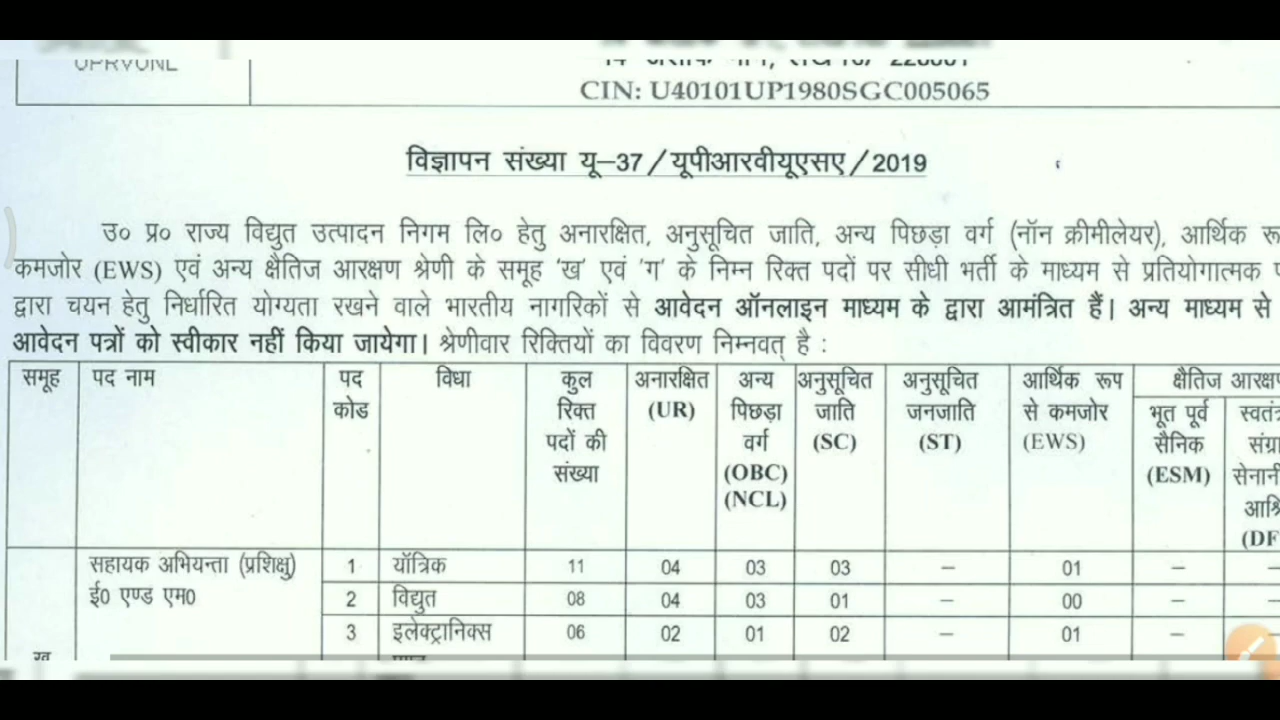 UPRVUNL
CIN: U40101UP1980SGC005065
विज्ञापन संख्या यू–37/यूपीआरवीयूएसए/2019
उ० प्र० राज्य विद्युत उत्पादन निगम लि० हेतु अनारक्षित, अनुसूचित जाति, अन्य पिछड़ा वर्ग (नॉन क्रीमीलेयर), आर्थिक
कमजोर (EWS) एवं अन्य क्षैतिज आरक्षण श्रेणी के समूह 'ख' एवं 'ग' के निम्न रिक्त पदों पर सीधी भर्ती के माध्यम से प्रतियोगात्मक
द्वारा चयन हेतु निर्धारित योग्यता रखने वाले भारतीय नागरिकों से आवेदन ऑनलाइन माध्यम के द्वारा आमंत्रित हैं। अन्य माध्यम से
आवेदन पत्रों को स्वीकार नहीं किया जायेगा। श्रेणीवार रिक्तियों का विवरण निम्नवत् है :
समूह पद नाम पद कोड विधा कुल रिक्त पदों की संख्या अनारक्षित (UR) अन्य पिछड़ा वर्ग (OBC) (NCL) अनुसूचित जाति (SC) अनुसूचित जनजाति (ST) आर्थिक रूप से कमजोर (EWS) क्षैतिज
भूत पूर्व सैनिक (ESM)
सहायक अभियन्ता (प्रशिक्षु) 1 यॉत्रिक 11 04 03 03 – 01 – –
ई0 एण्ड एम0 2 विद्युत 08 04 03 01 – 00 – –
3 इलेक्ट्रानिक्स 06 02 01 02 – 01 – –
ख